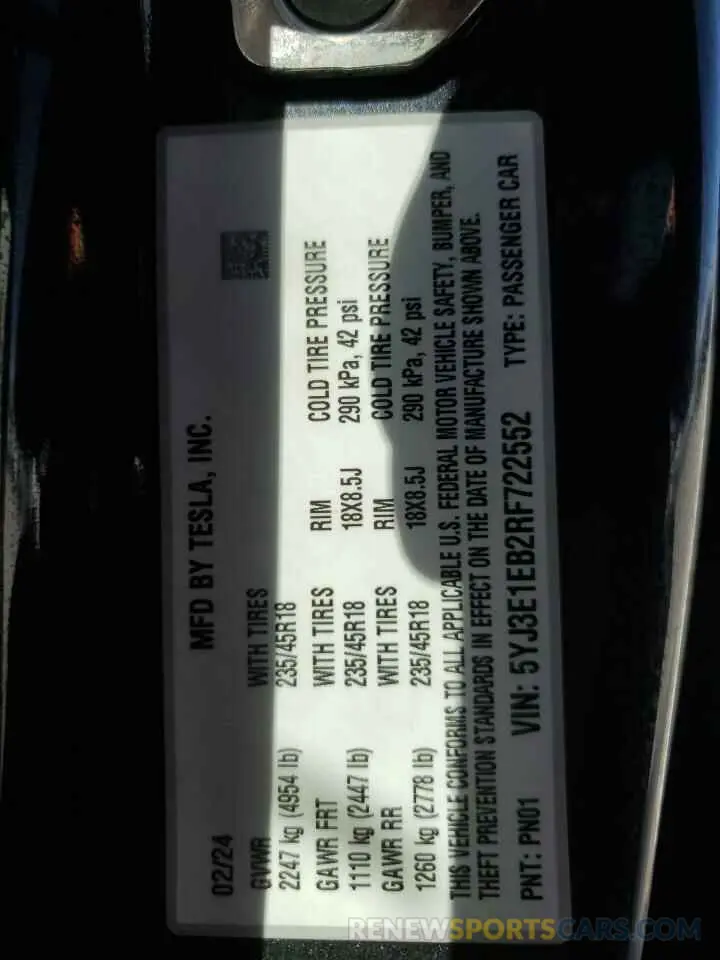 MFD BY TESLA, INC.
02/24
GVWR WITH TIRES
2247 kg (4954 lb) 235/45R18
GAWR FRT WITH TIRES RIM COLD TIRE PRESSURE
1110 kg (2447 lb) 235/45R18 18X8.5J 290 kPa, 42 psi
GAWR RR WITH TIRES RIM COLD TIRE PRESSURE
1260 kg (2778 lb) 235/45R18 18X8.5J 290 kPa, 42 psi
THIS VEHICLE CONFORMS TO ALL APPLICABLE U.S. FEDERAL MOTOR VEHICLE SAFETY, BUMPER, AND
THEFT PREVENTION STANDARDS IN EFFECT ON THE DATE OF MANUFACTURE SHOWN ABOVE.
PNT: PN01 VIN: 5YJ3E1EB2RF722552 TYPE: PASSENGER CAR
RENEWSPORTSCARS.COM